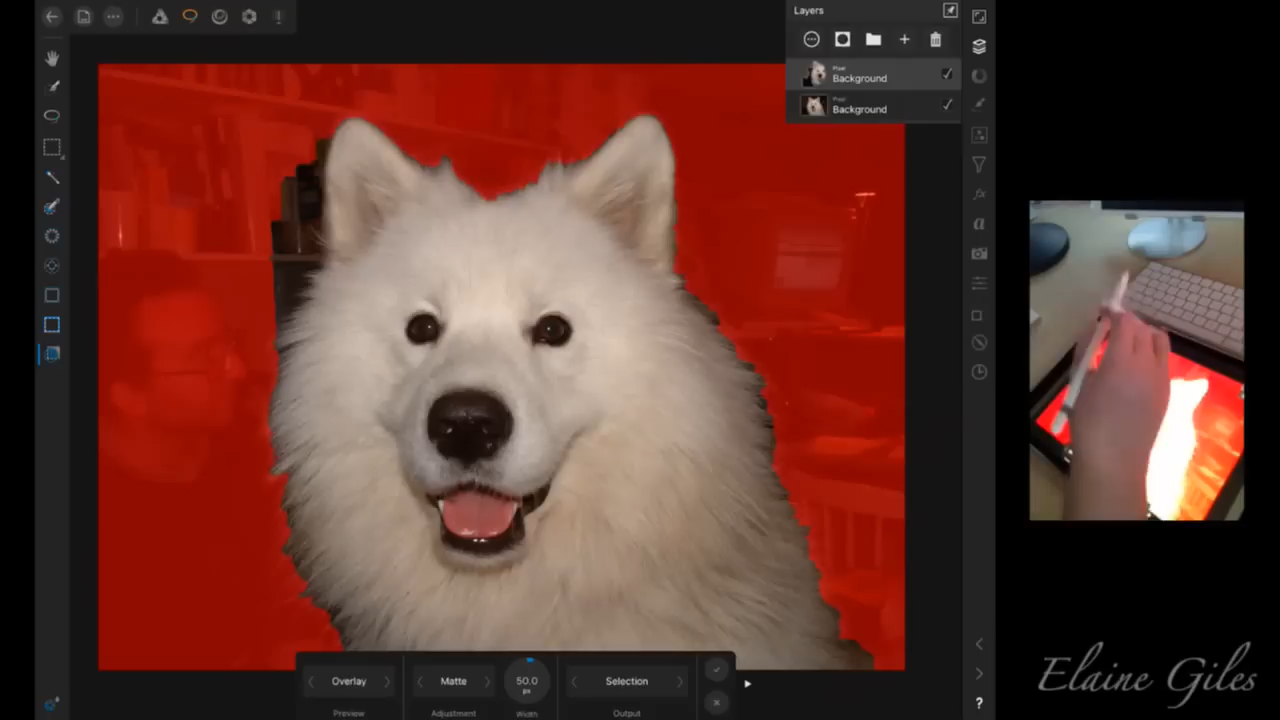 Layers
Pixel
Background
Pixel
Background
Overlay
Matte
50.0
px
Selection
Preview
Adjustment
Width
Output
?
Elaine Giles